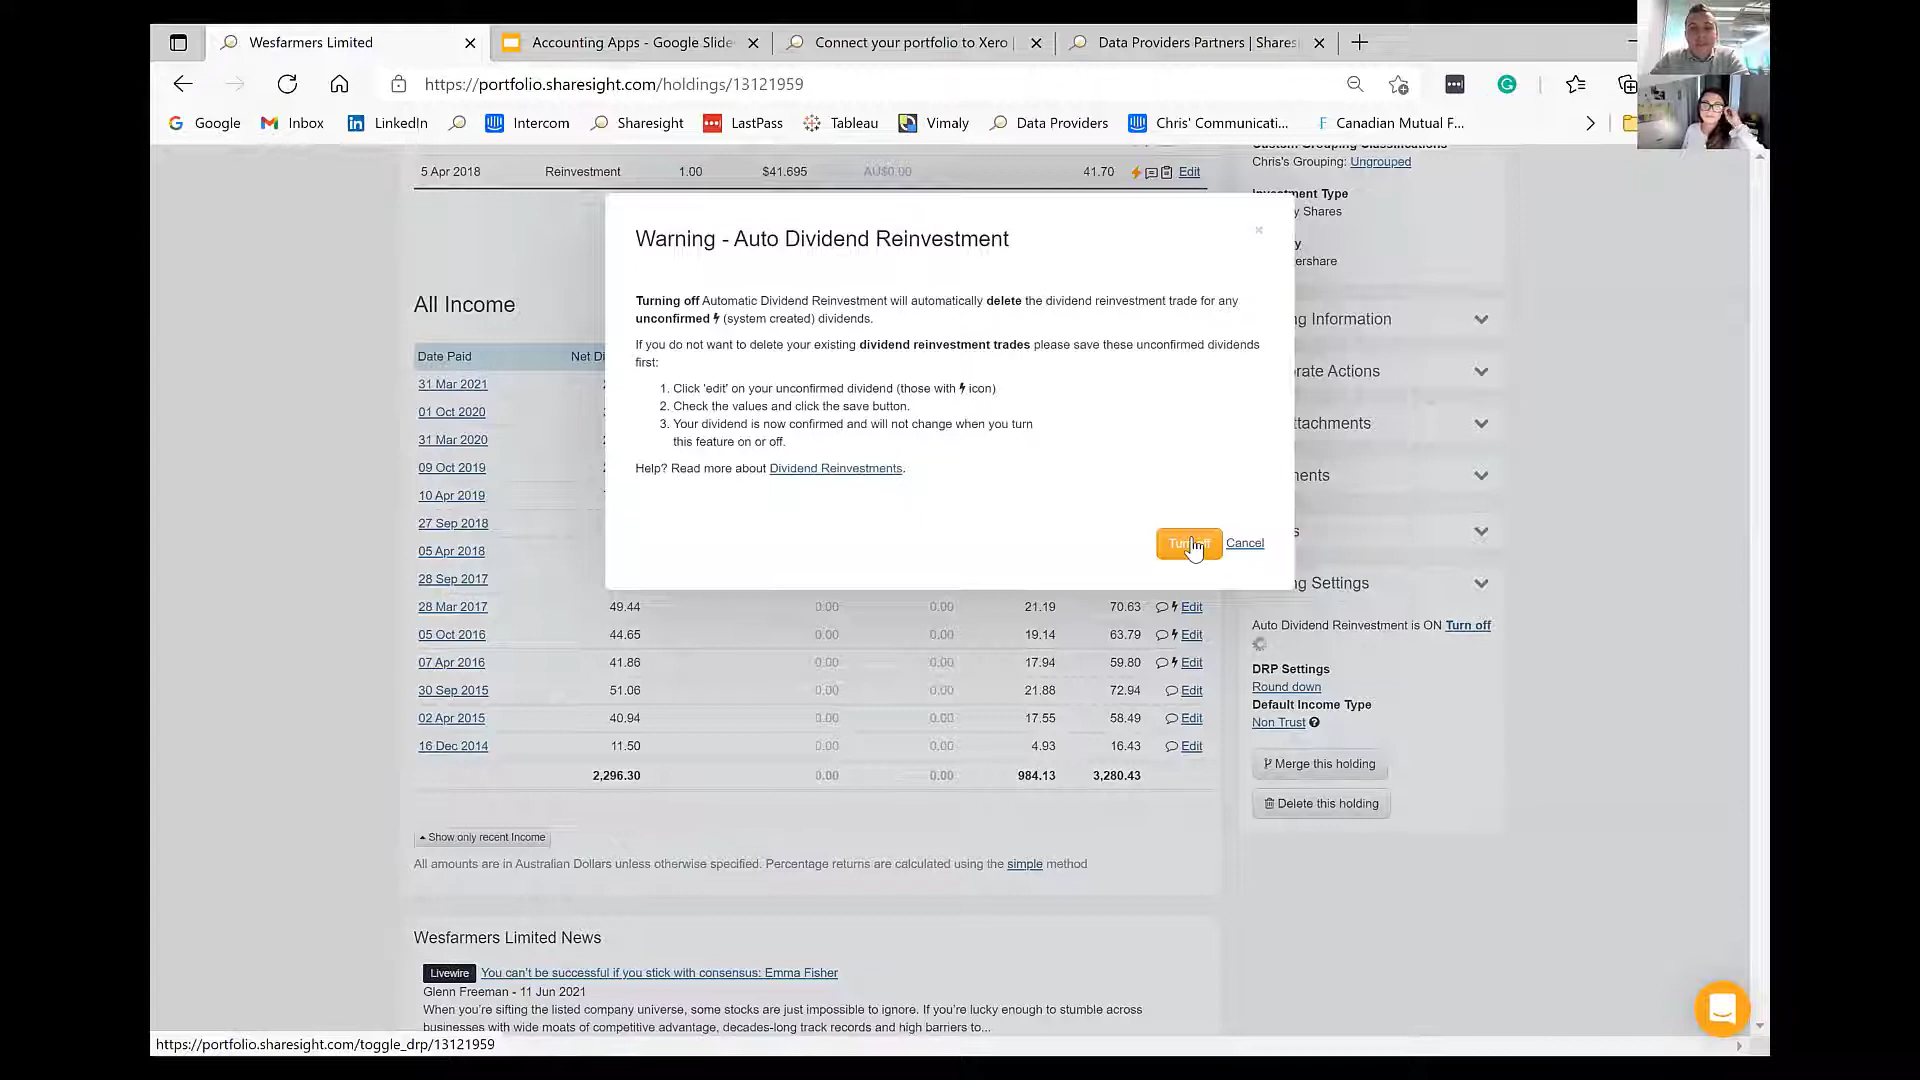 Wesfarmers Limited
Accounting Apps - Google Slide
Connect your portfolio to Xero |
Data Providers Partners | Shares
https://portfolio.sharesight.com/holdings/13121959
Google
Inbox
LinkedIn
Intercom
Sharesight
LastPass
Tableau
Vimaly
Data Providers
Chris' Communicati...
Canadian Mutual F...
5 Apr 2018 Reinvestment 1.00 $41.695 AU$0.00 41.70 Edit
Custom Grouping Classifications
Chris's Grouping: Ungrouped
Investment Type
y Shares
y
ershare
Warning - Auto Dividend Reinvestment
×
Turning off Automatic Dividend Reinvestment will automatically delete the dividend reinvestment trade for any
unconfirmed (system created) dividends.
If you do not want to delete your existing dividend reinvestment trades please save these unconfirmed dividends
first:
1. Click 'edit' on your unconfirmed dividend (those with icon)
2. Check the values and click the save button.
3. Your dividend is now confirmed and will not change when you turn
this feature on or off.
Help? Read more about Dividend Reinvestments.
Turn off Cancel
All Income
Date Paid Net Di
31 Mar 2021
01 Oct 2020
31 Mar 2020
09 Oct 2019
10 Apr 2019
27 Sep 2018
05 Apr 2018
28 Sep 2017
28 Mar 2017 49.44 0.00 0.00 21.19 70.63 Edit
05 Oct 2016 44.65 0.00 0.00 19.14 63.79 Edit
07 Apr 2016 41.86 0.00 0.00 17.94 59.80 Edit
30 Sep 2015 51.06 0.00 0.00 21.88 72.94 Edit
02 Apr 2015 40.94 0.00 0.00 17.55 58.49 Edit
16 Dec 2014 11.50 0.00 0.00 4.93 16.43 Edit
2,296.30 0.00 0.00 984.13 3,280.43
Show only recent Income
All amounts are in Australian Dollars unless otherwise specified. Percentage returns are calculated using the simple method
ng Information
rate Actions
ttachments
ments
s
ng Settings
Auto Dividend Reinvestment is ON Turn off
DRP Settings
Round down
Default Income Type
Non Trust
Merge this holding
Delete this holding
Wesfarmers Limited News
Livewire You can't be successful if you stick with consensus: Emma Fisher
Glenn Freeman - 11 Jun 2021
When you're sifting the listed company universe, some stocks are just impossible to ignore. If you're lucky enough to stumble across
businesses with wide moats of competitive advantage, decades-long track records and high barriers to...
https://portfolio.sharesight.com/toggle_drp/13121959